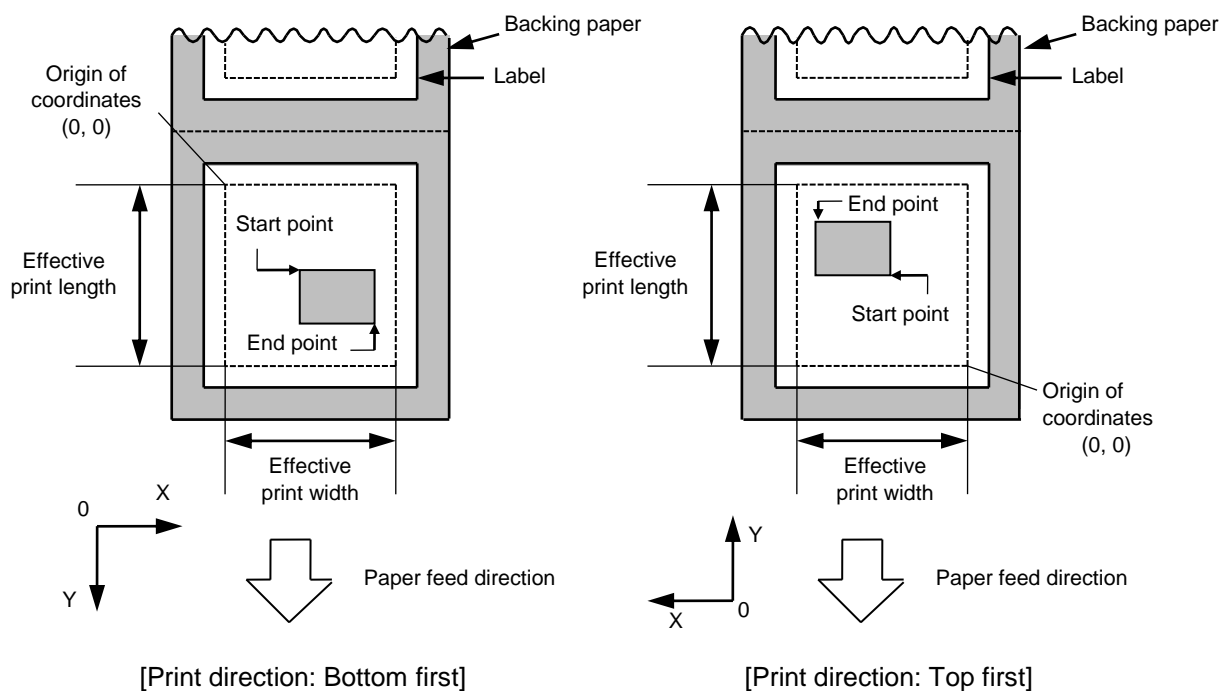 Backing paper
Label
Origin of
coordinates
(0, 0)
Start point
Effective
print length
End point
Effective
print width
0
X
Y
Paper feed direction
[Print direction: Bottom first]
Backing paper
Label
End point
Effective
print length
Start point
Origin of
coordinates
(0, 0)
Effective
print width
Y
X
0
Paper feed direction
[Print direction: Top first]